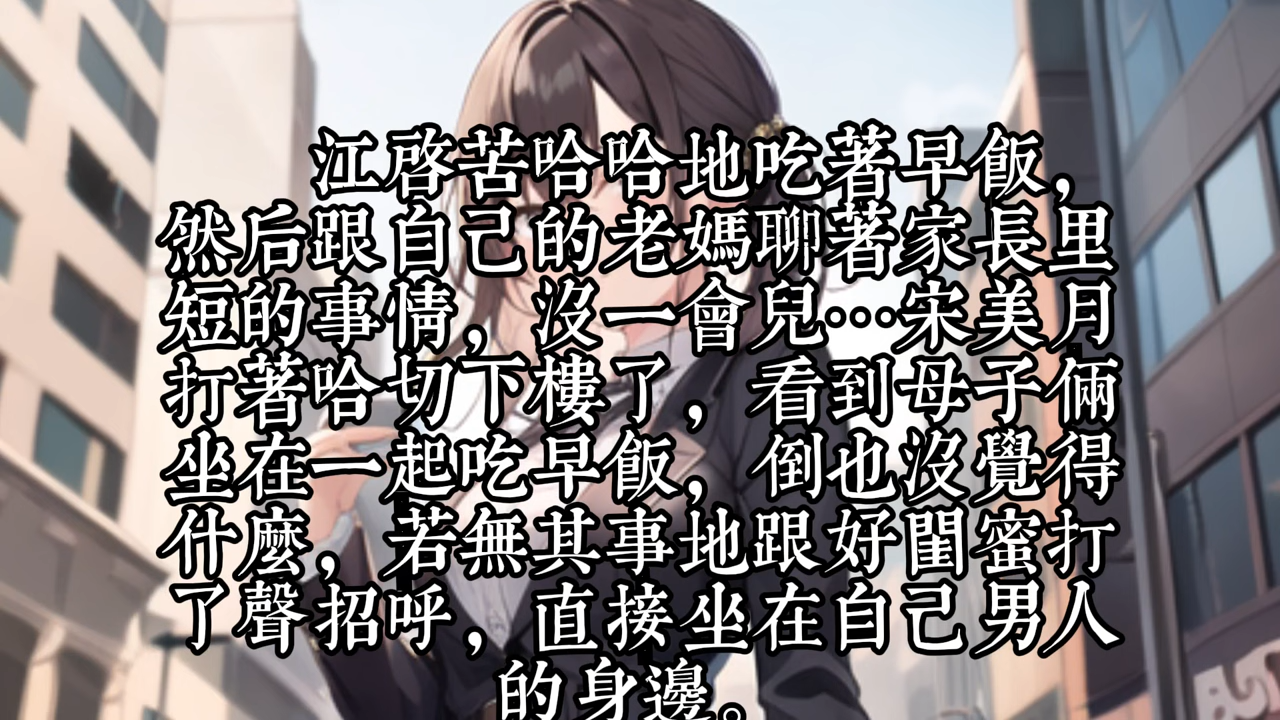 江啓苦哈哈地吃著早飯，
然后跟自己的老媽聊著家長里
短的事情，沒一會兒…宋美月
打著哈切下樓了，看到母子倆
坐在一起吃早飯，倒也沒覺得
什麼，若無其事地跟好閨蜜打
了聲招呼，直接坐在自己男人
的身邊。